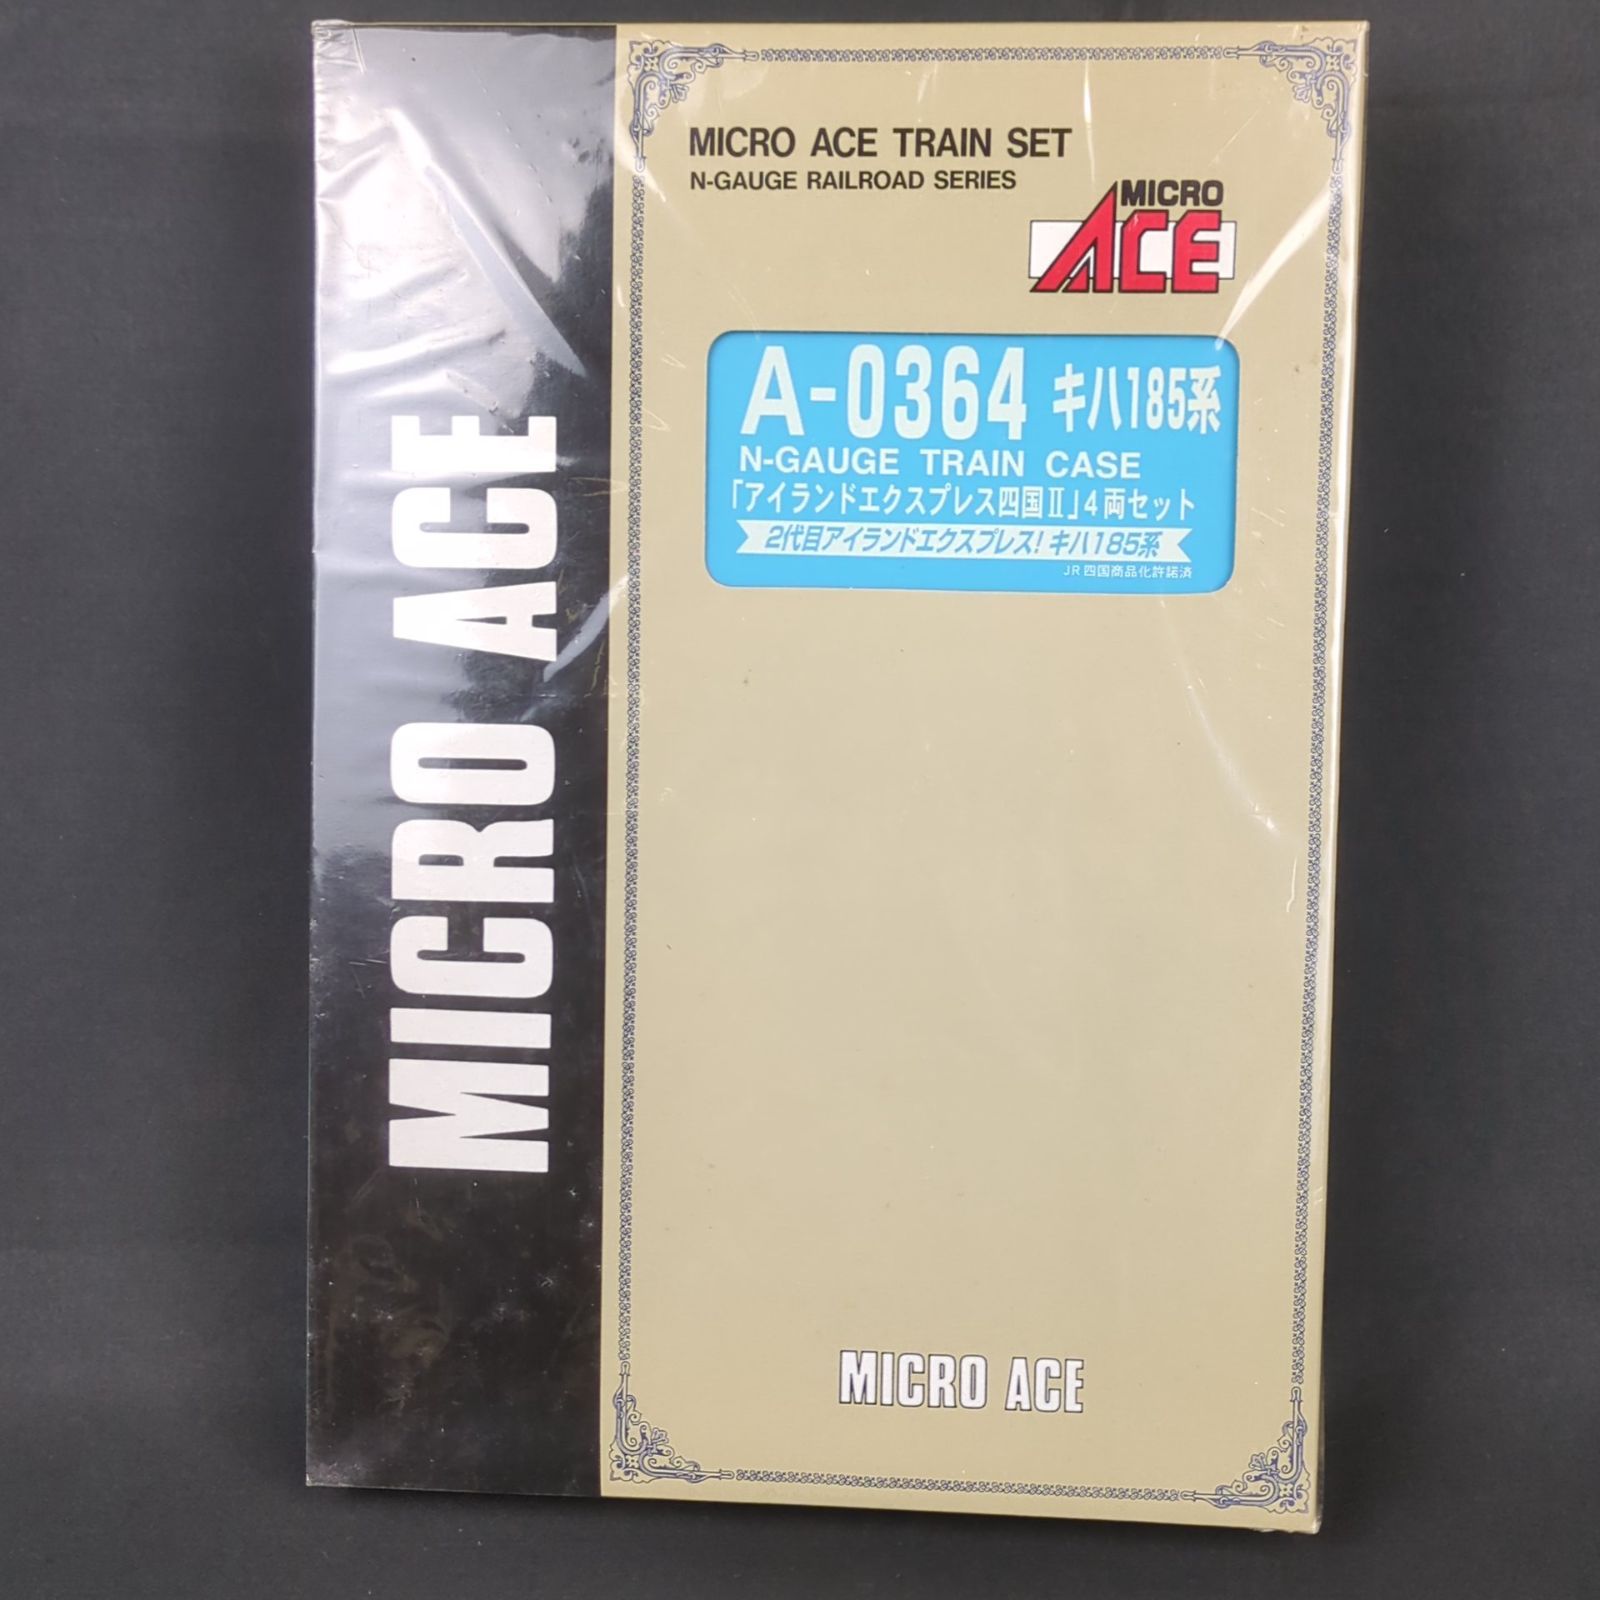 MICRO ACE
MICRO ACE TRAIN SET
N-GAUGE RAILROAD SERIES
MICRO
ACE
A-0364 キハ185系
N-GAUGE TRAIN CASE
「アイランドエクスプレス四国Ⅱ」4両セット
2代目アイランドエクスプレス!キハ185系
JR四国商品化許諾済
MICRO ACE